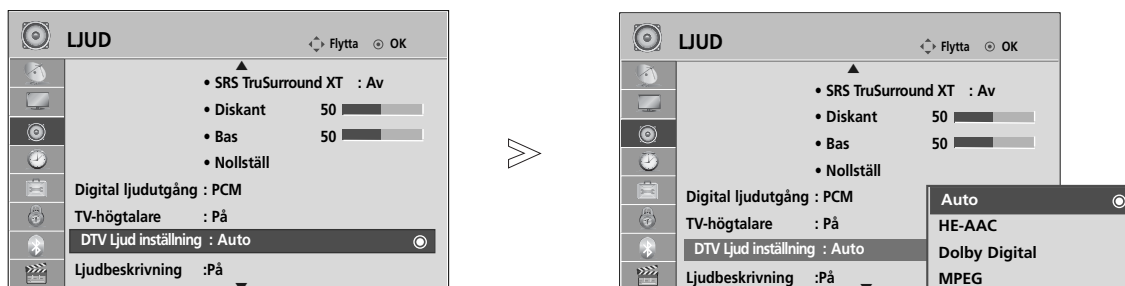 LJUD Flytta OK
• SRS TruSurround XT : Av
• Diskant 50
• Bas 50
• Nollställ
Digital ljudutgång : PCM
TV-högtalare : På
DTV Ljud inställning : Auto
Ljudbeskrivning :På
LJUD Flytta OK
• SRS TruSurround XT : Av
• Diskant 50
• Bas 50
• Nollställ
Digital ljudutgång : PCM
TV-högtalare : På
DTV Ljud inställning : Auto
Ljudbeskrivning :På
Auto
HE-AAC
Dolby Digital
MPEG